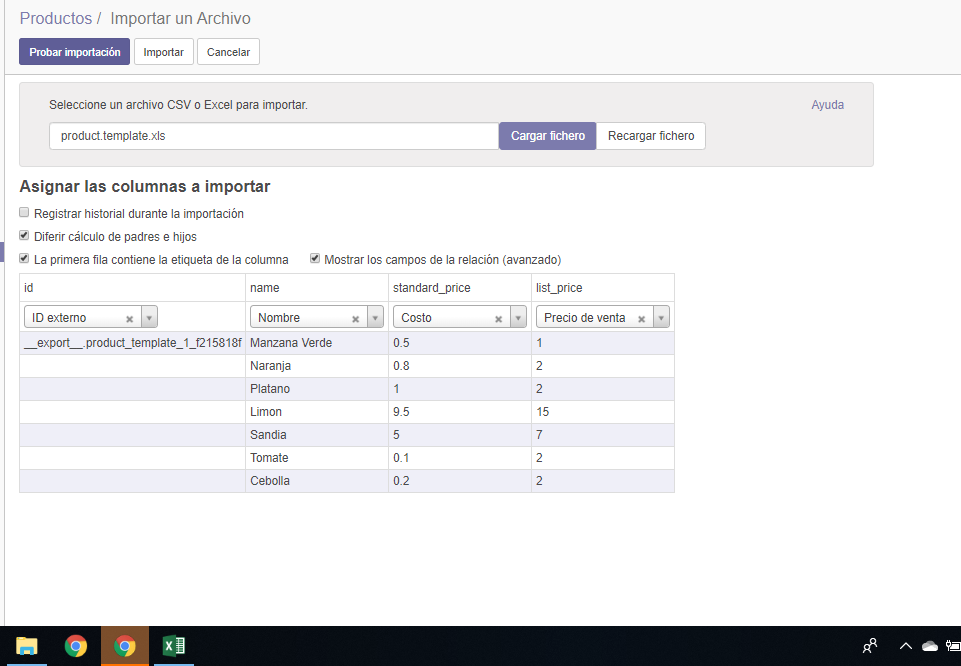 Productos / Importar un Archivo
Probar importación Importar Cancelar
Seleccione un archivo CSV o Excel para importar. Ayuda
product.template.xls Cargar fichero Recargar fichero
Asignar las columnas a importar
Registrar historial durante la importación
Diferir cálculo de padres e hijos
La primera fila contiene la etiqueta de la columna Mostrar los campos de la relación (avanzado)
id name standard_price list_price
ID externo Nombre Costo Precio de venta
__export__.product_template_1_f215818f Manzana Verde 0.5 1
Naranja 0.8 2
Platano 1 2
Limon 9.5 15
Sandia 5 7
Tomate 0.1 2
Cebolla 0.2 2